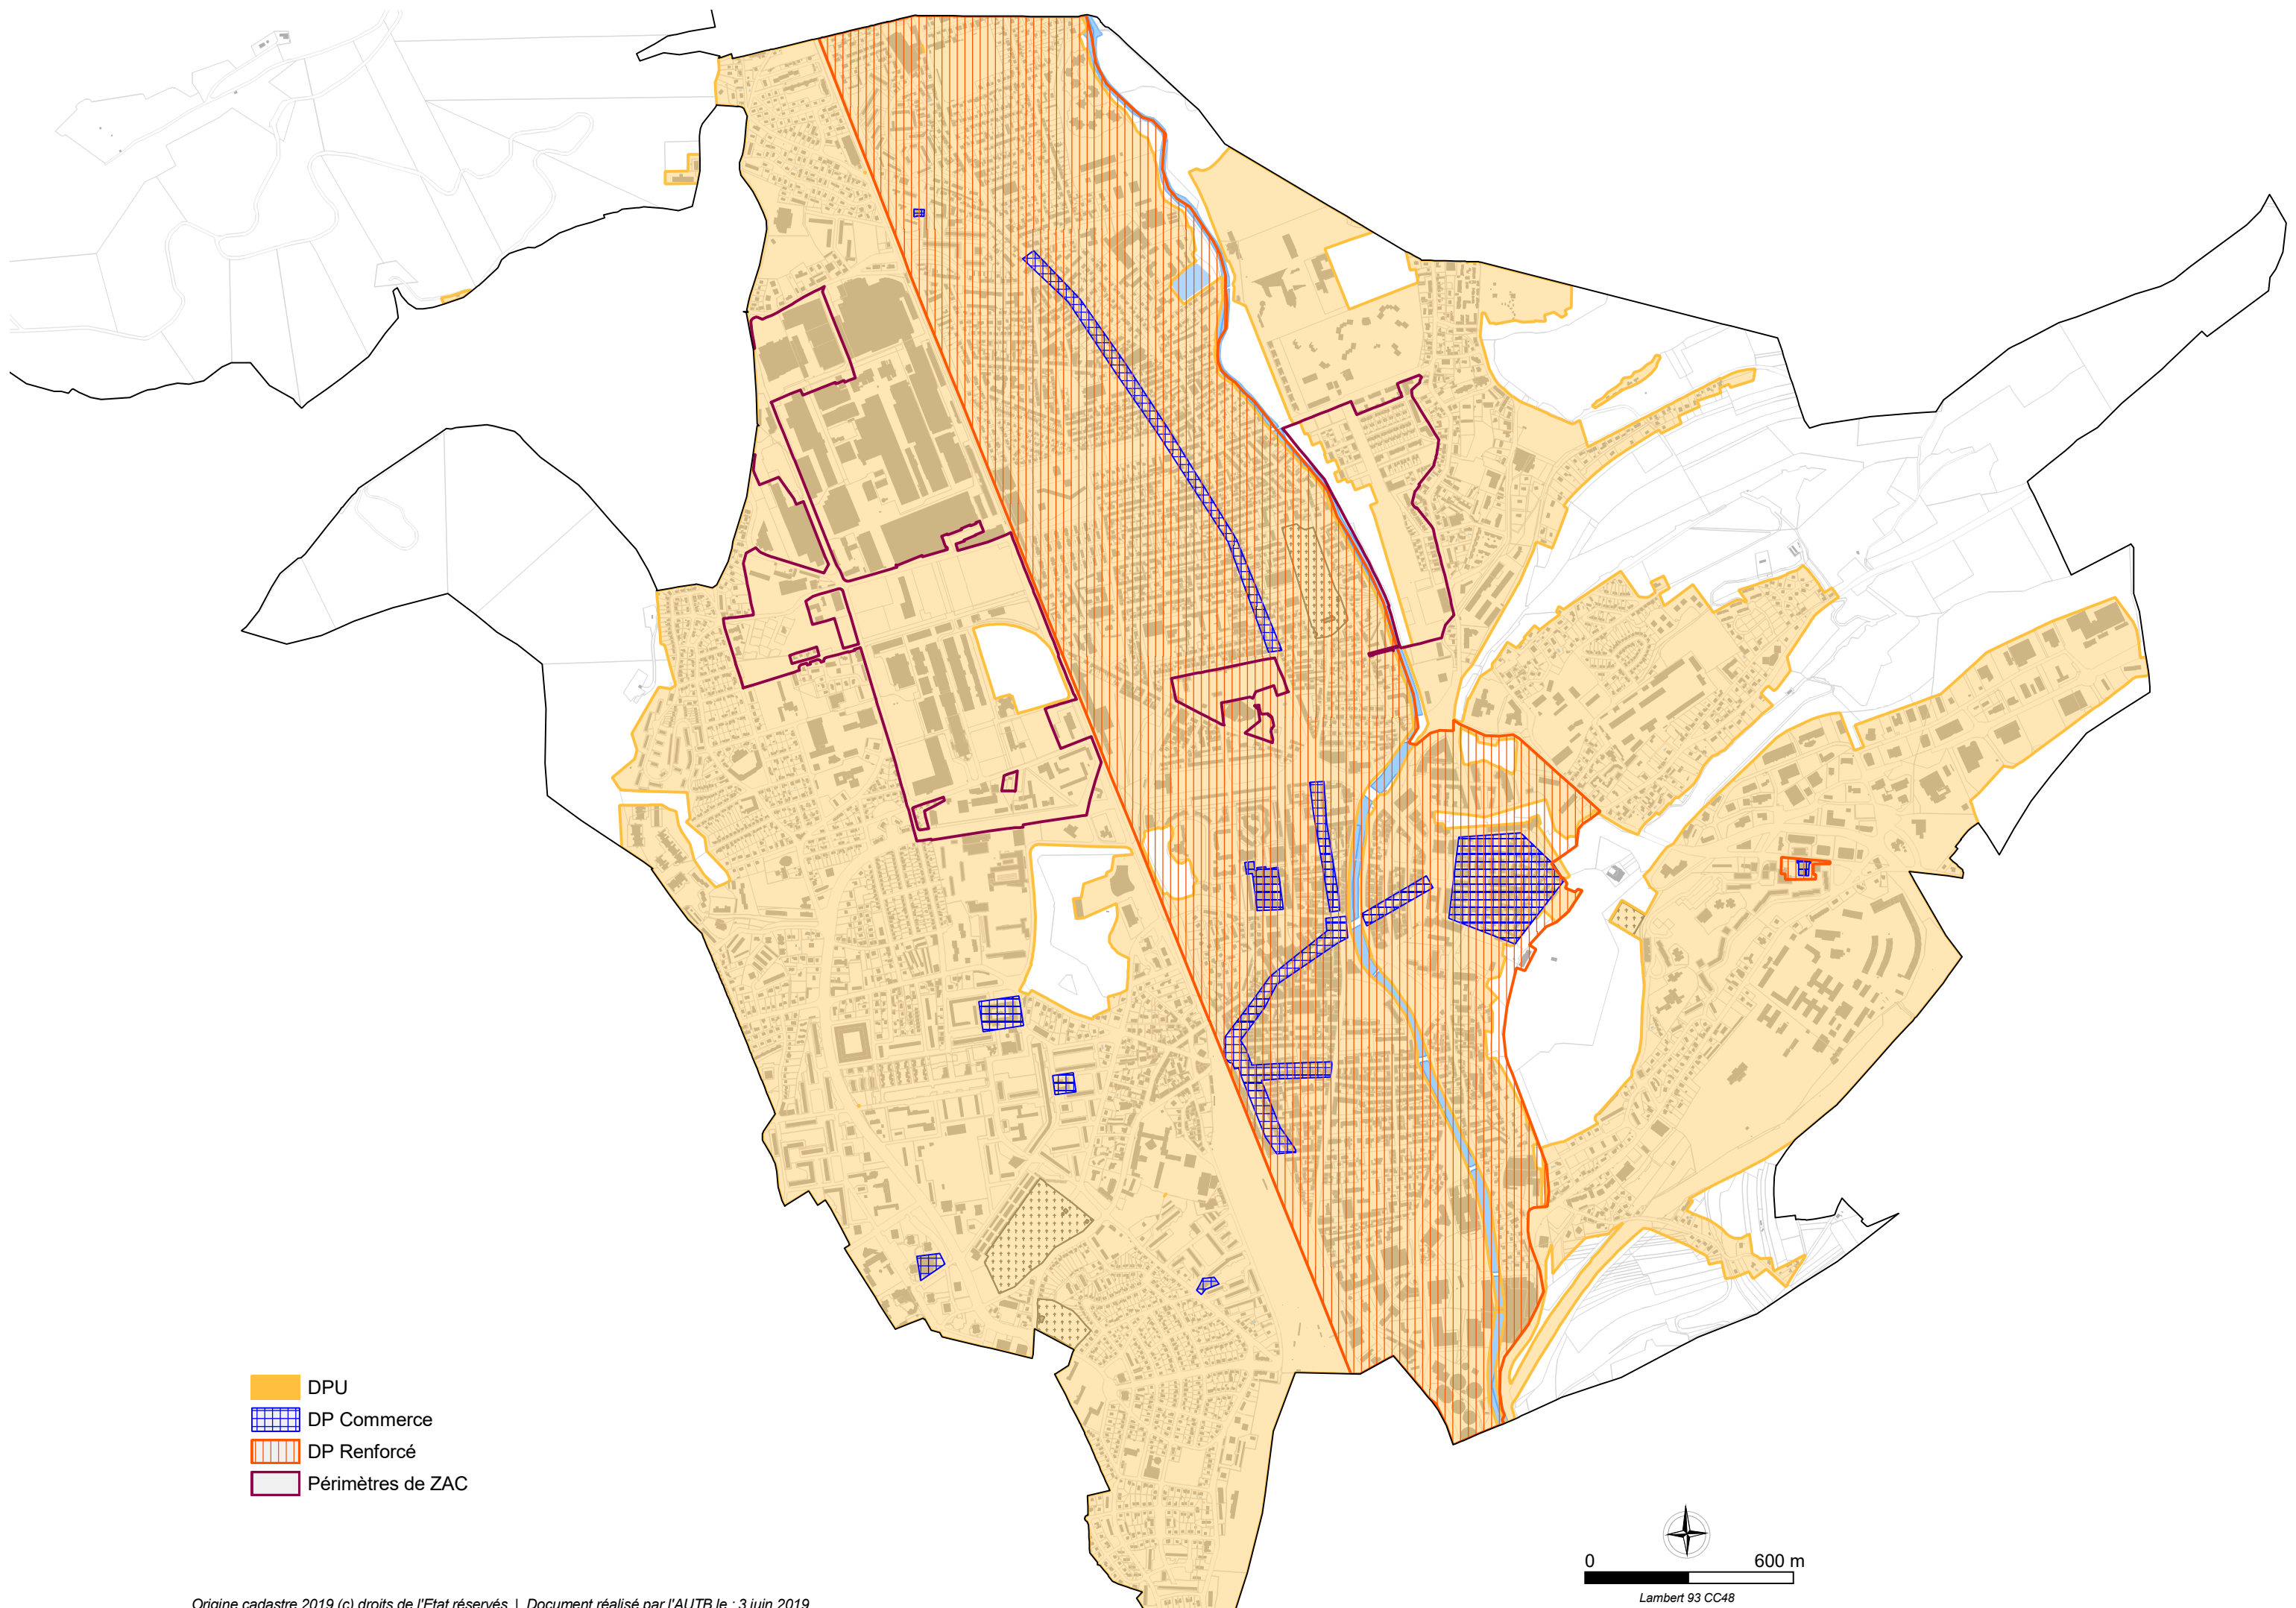 DPU
DP Commerce
DP Renforcé
Périmètres de ZAC
0 600 m
Lambert 93 CC48
Origine cadastre 2019 (c) droits de l'Etat réservés | Document réalisé par l'AUTB le : 3 juin 2019